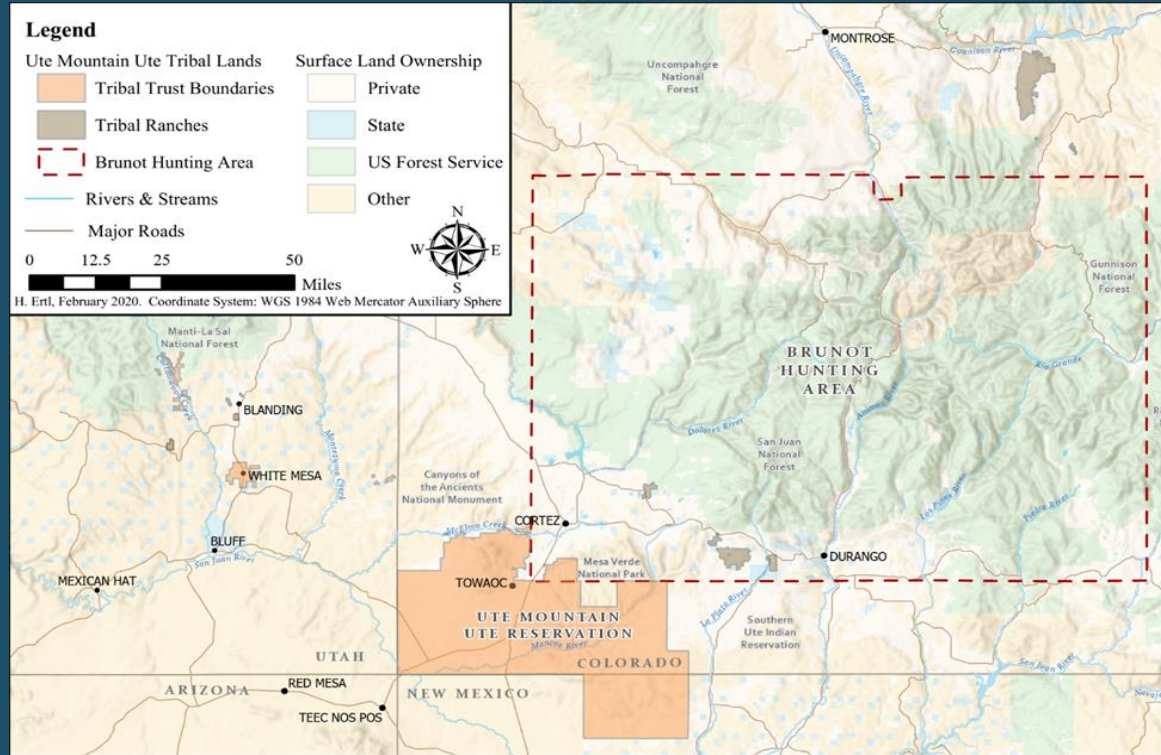 Legend
Ute Mountain Ute Tribal Lands
Tribal Trust Boundaries
Tribal Ranches
Brunot Hunting Area
Rivers & Streams
Major Roads
Surface Land Ownership
Private
State
US Forest Service
Other
N
W E
S
0 12.5 25 50
Miles
H. Ertl, February 2020. Coordinate System: WGS 1984 Web Mercator Auxiliary Sphere
MONTROSE
Gunnison River
Uncompahgre River
Uncompahgre
National
Forest
Gunnison
National
Forest
BRUNOT
HUNTING
AREA
Rio Grande
Animas River
Dolores River
San Juan
National
Forest
Los Pinos River
Piedra River
Manti-La Sal
National Forest
BLANDING
Montezuma Creek
WHITE MESA
Canyons of
the Ancients
National Monument
McElmo Creek
CORTEZ
BLUFF
San Juan River
MEXICAN HAT
DURANGO
Mesa Verde
National Park
TOWAOC
La Plata River
UTE MOUNTAIN
UTE RESERVATION
Mancos River
Southern
Ute Indian
Reservation
UTAH
COLORADO
San Juan River
ARIZONA
RED MESA
NEW MEXICO
TEEC NOS POS